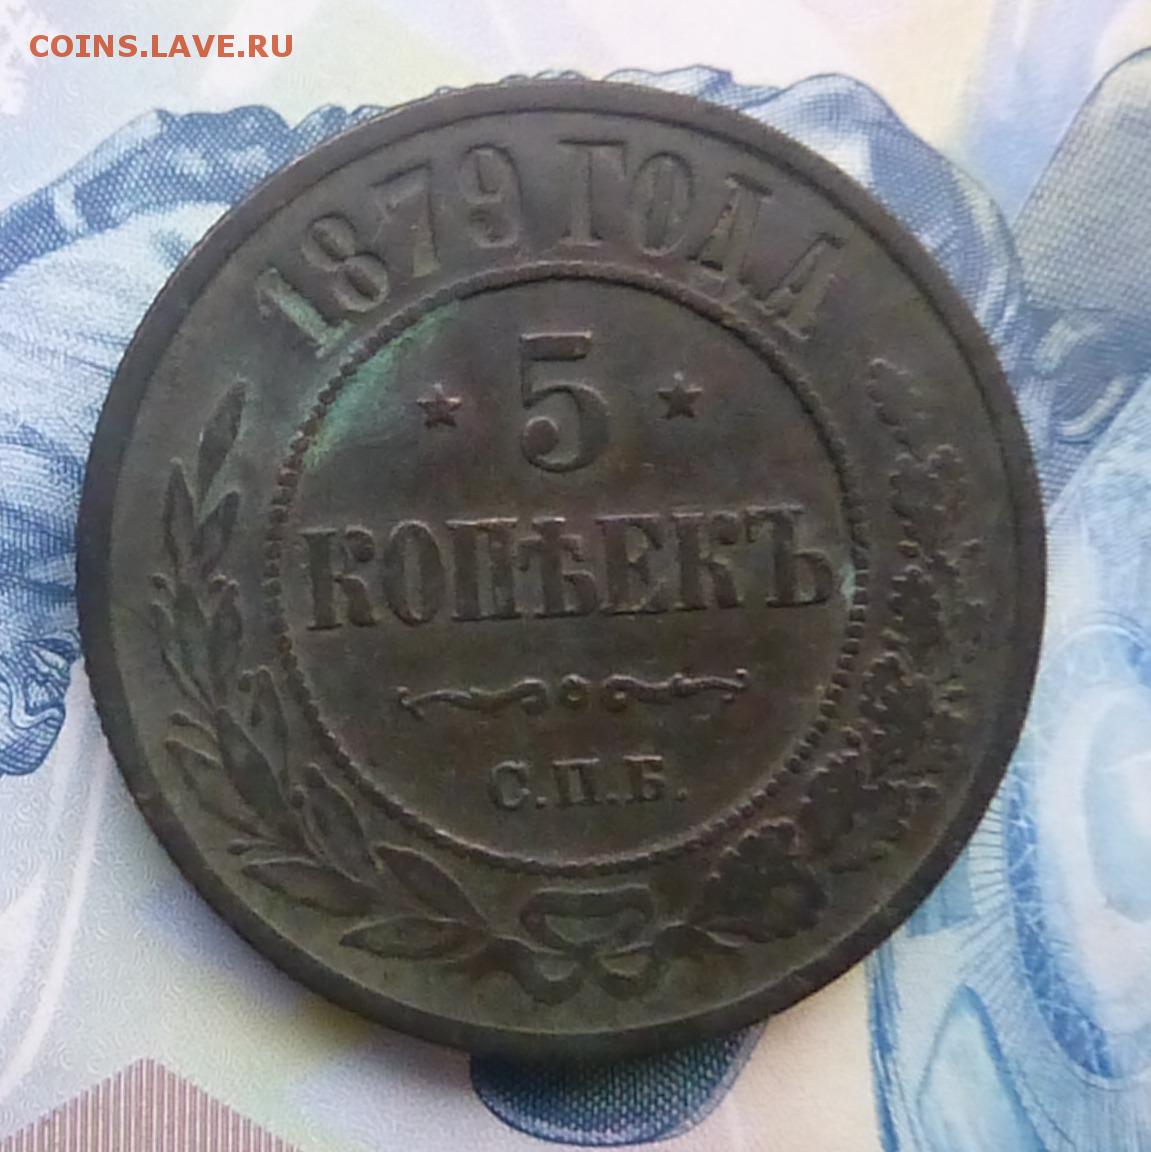 COINS.LAVE.RU
1879 ГОДА
5
КОПѢЕКЪ
С.П.Б.